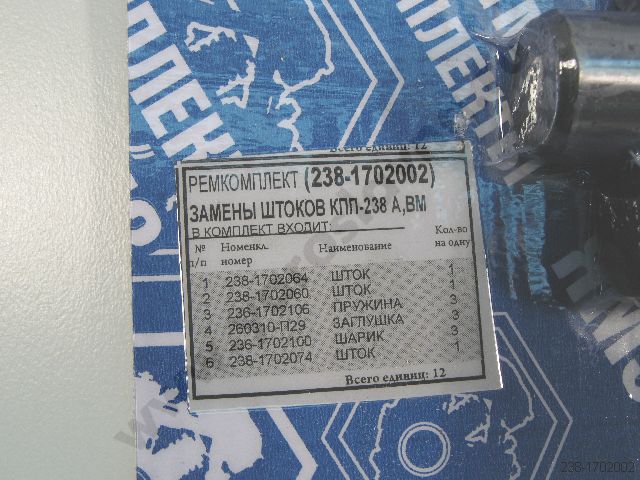 Всего единиц: 12
РЕМКОМПЛЕКТ (238-1702002)
ЗАМЕНЫ ШТОКОВ КПП-238 А,ВМ
В КОМПЛЕКТ ВХОДИТ:
№ п/п Номенкл. номер Наименование Кол-во на одну
1 238-1702064 ШТОК 1
2 238-1702060 ШТОК 1
3 236-1702106 ПРУЖИНА 3
4 260310-П29 ЗАГЛУШКА 3
5 236-1702100 ШАРИК 3
6 238-1702074 ШТОК 1
Всего единиц: 12
238-1702002